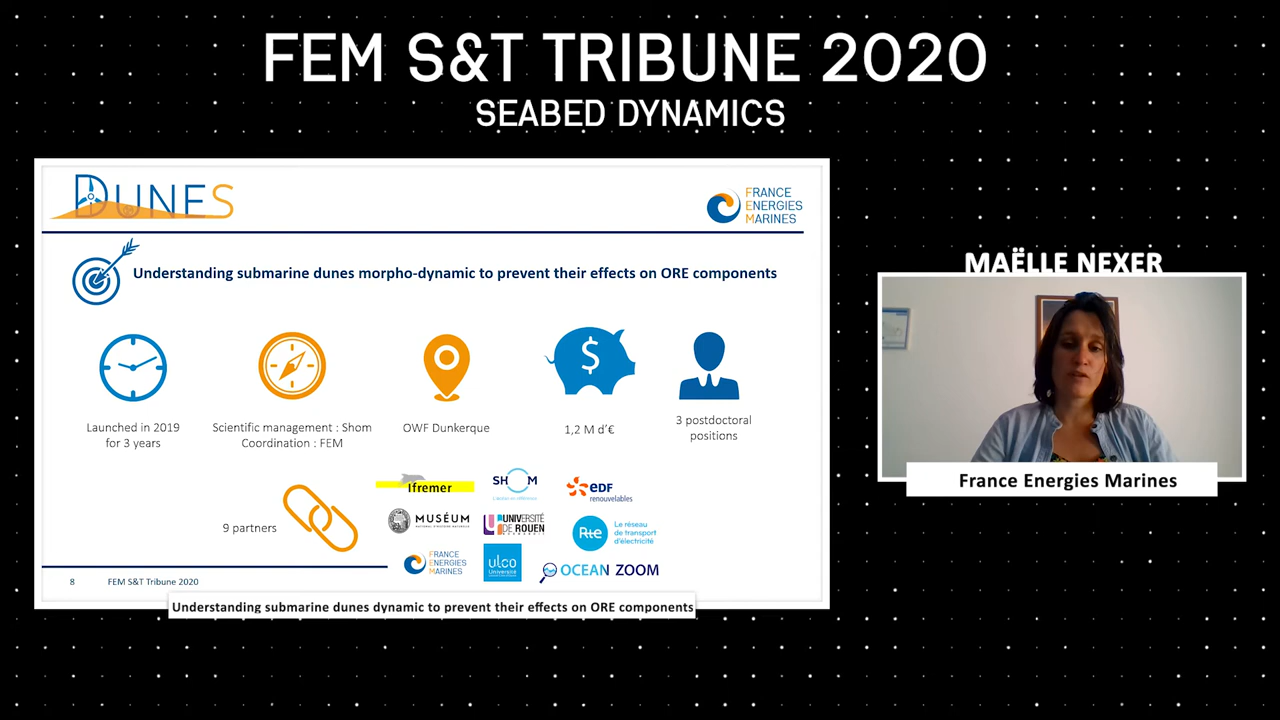 FEM S&T TRIBUNE 2020
SEABED DYNAMICS
DUNES
FRANCE
ENERGIES
MARINES
Understanding submarine dunes morpho-dynamic to prevent their effects on ORE components
$
Launched in 2019
for 3 years
Scientific management : Shom
Coordination : FEM
OWF Dunkerque
1,2 M d'€
3 postdoctoral
positions
9 partners
Ifremer
SHOM
eDF
renouvelables
MUSÉUM
UNIVERSITÉ
DE ROUEN
Rte
Le réseau
de transport
d'électricité
FRANCE
ENERGIES
MARINES
ulco
Université
OCEAN ZOOM
8 FEM S&T Tribune 2020
Understanding submarine dunes dynamic to prevent their effects on ORE components
MAËLLE NEXER
France Energies Marines